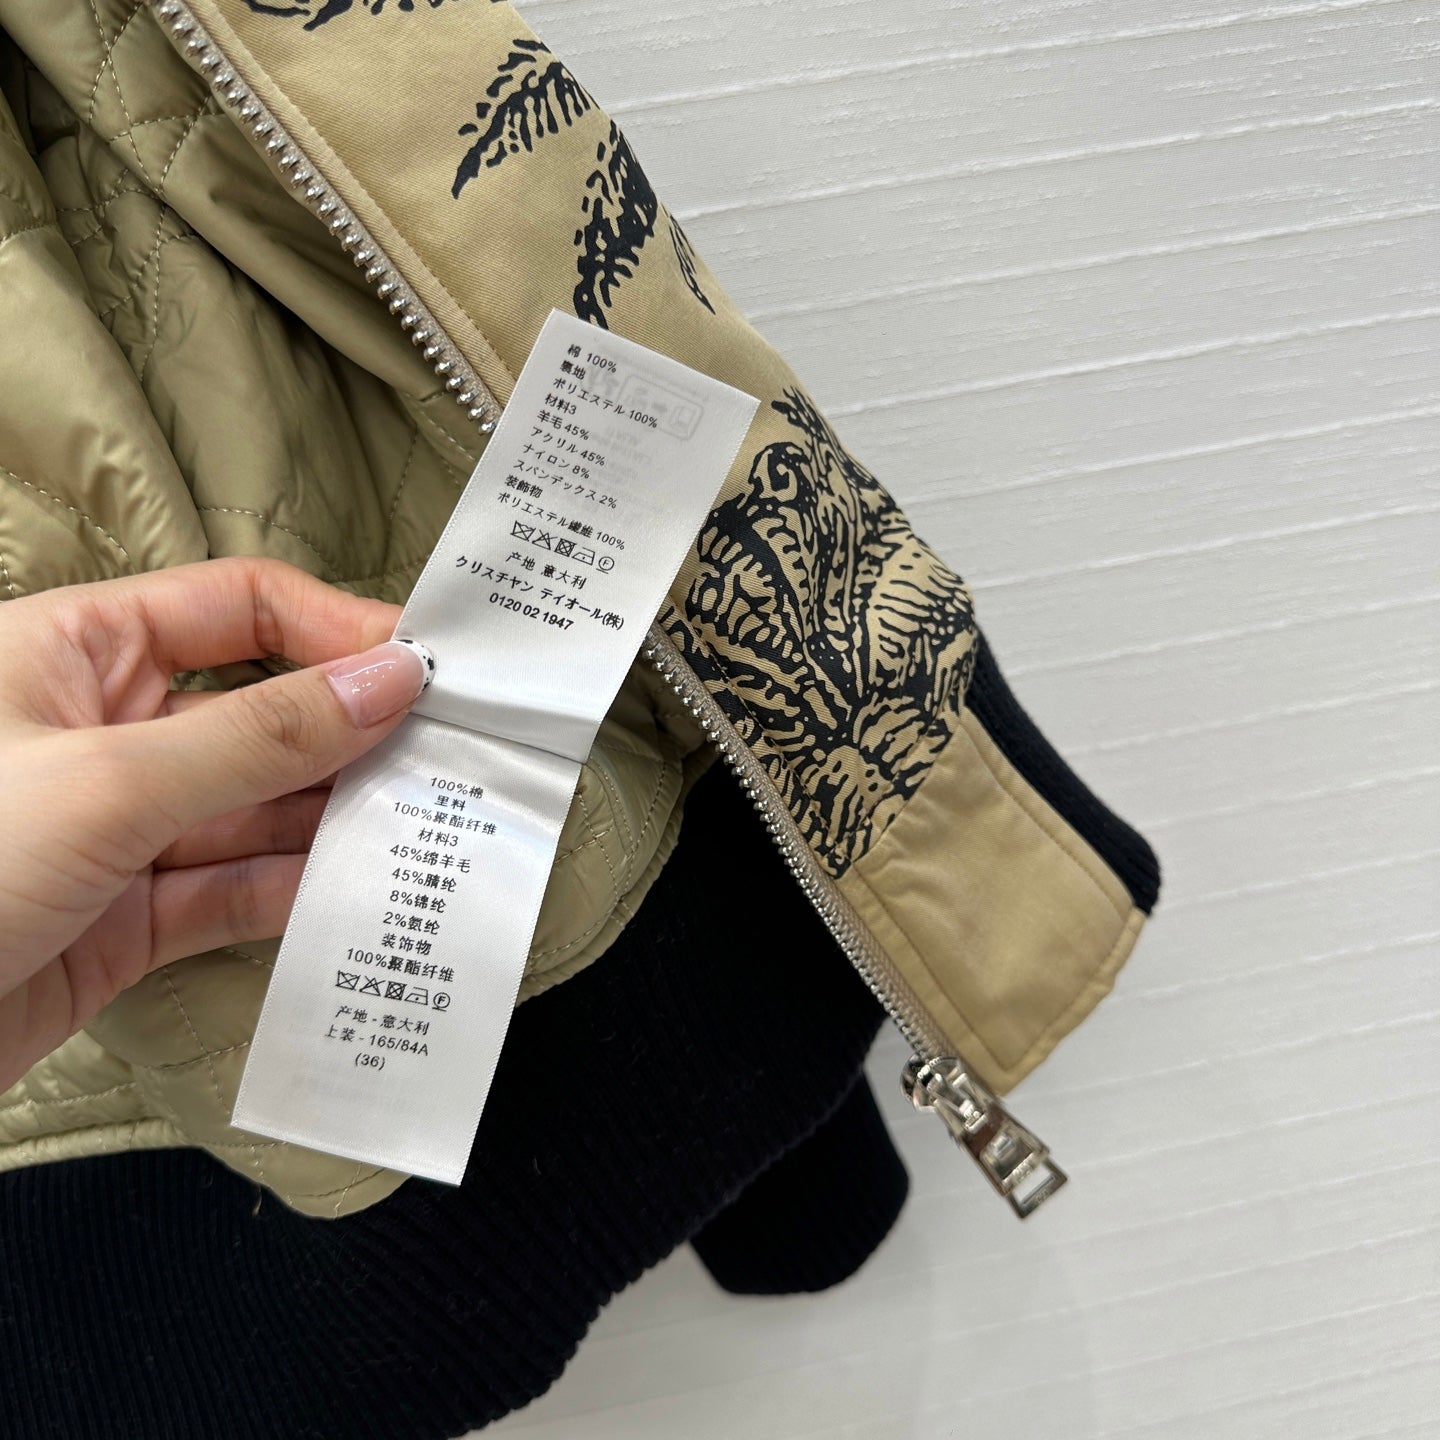 棉 100%
裏地
ポリエステル 100%
材料3
羊毛 45%
アクリル 45%
ナイロン 8%
スパンデックス 2%
装飾物
ポリエステル繊維 100%
产地 意大利
クリスチャン テイオール(株)
0120 02 1947
100%棉
里料
100%聚酯纤维
材料3
45%绵羊毛
45%腈纶
8%锦纶
2%氨纶
装饰物
100%聚酯纤维
产地 - 意大利
上装 - 165/84A
(36)